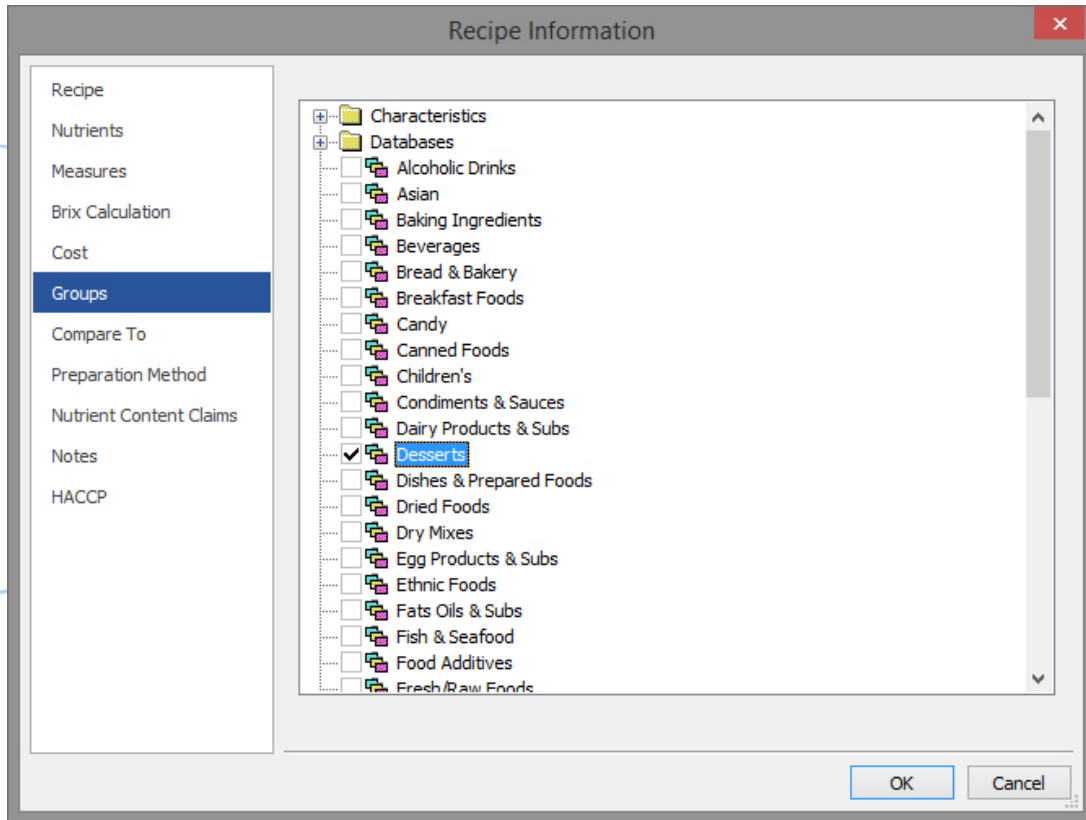 Recipe Information
Recipe
Nutrients
Measures
Brix Calculation
Cost
Groups
Compare To
Preparation Method
Nutrient Content Claims
Notes
HACCP
Characteristics
Databases
Alcoholic Drinks
Asian
Baking Ingredients
Beverages
Bread & Bakery
Breakfast Foods
Candy
Canned Foods
Children's
Condiments & Sauces
Dairy Products & Subs
Desserts
Dishes & Prepared Foods
Dried Foods
Dry Mixes
Egg Products & Subs
Ethnic Foods
Fats Oils & Subs
Fish & Seafood
Food Additives
Fresh/Raw Foods
OK
Cancel